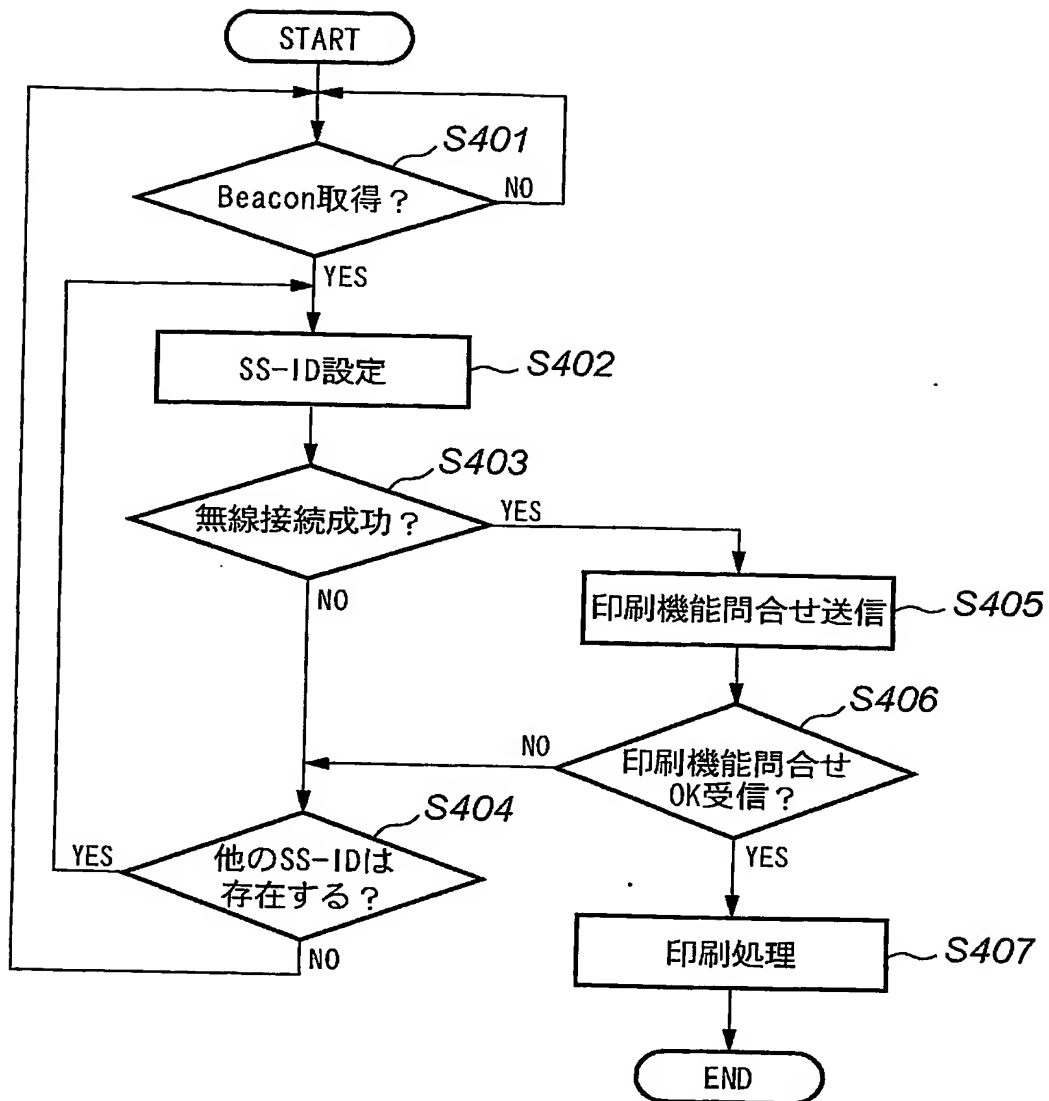 START
S401
Beacon取得？
NO
YES
SS-ID設定
S402
S403
無線接続成功？
YES
NO
印刷機能問合せ送信
S405
S406
NO
印刷機能問合せ
OK受信？
S404
YES
他のSS-IDは
存在する？
YES
NO
印刷処理
S407
END